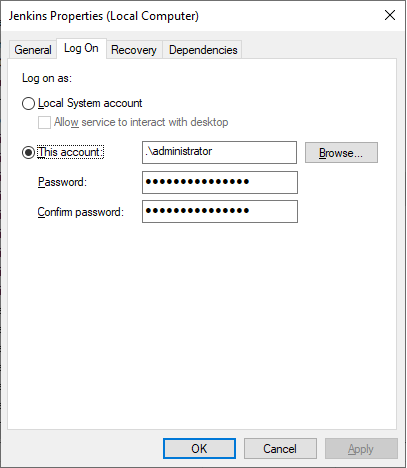 Jenkins Properties (Local Computer)
General Log On Recovery Dependencies
Log on as:
Local System account
Allow service to interact with desktop
This account: .\administrator Browse...
Password: ●●●●●●●●●●●●●●●
Confirm password: ●●●●●●●●●●●●●●●
OK Cancel Apply